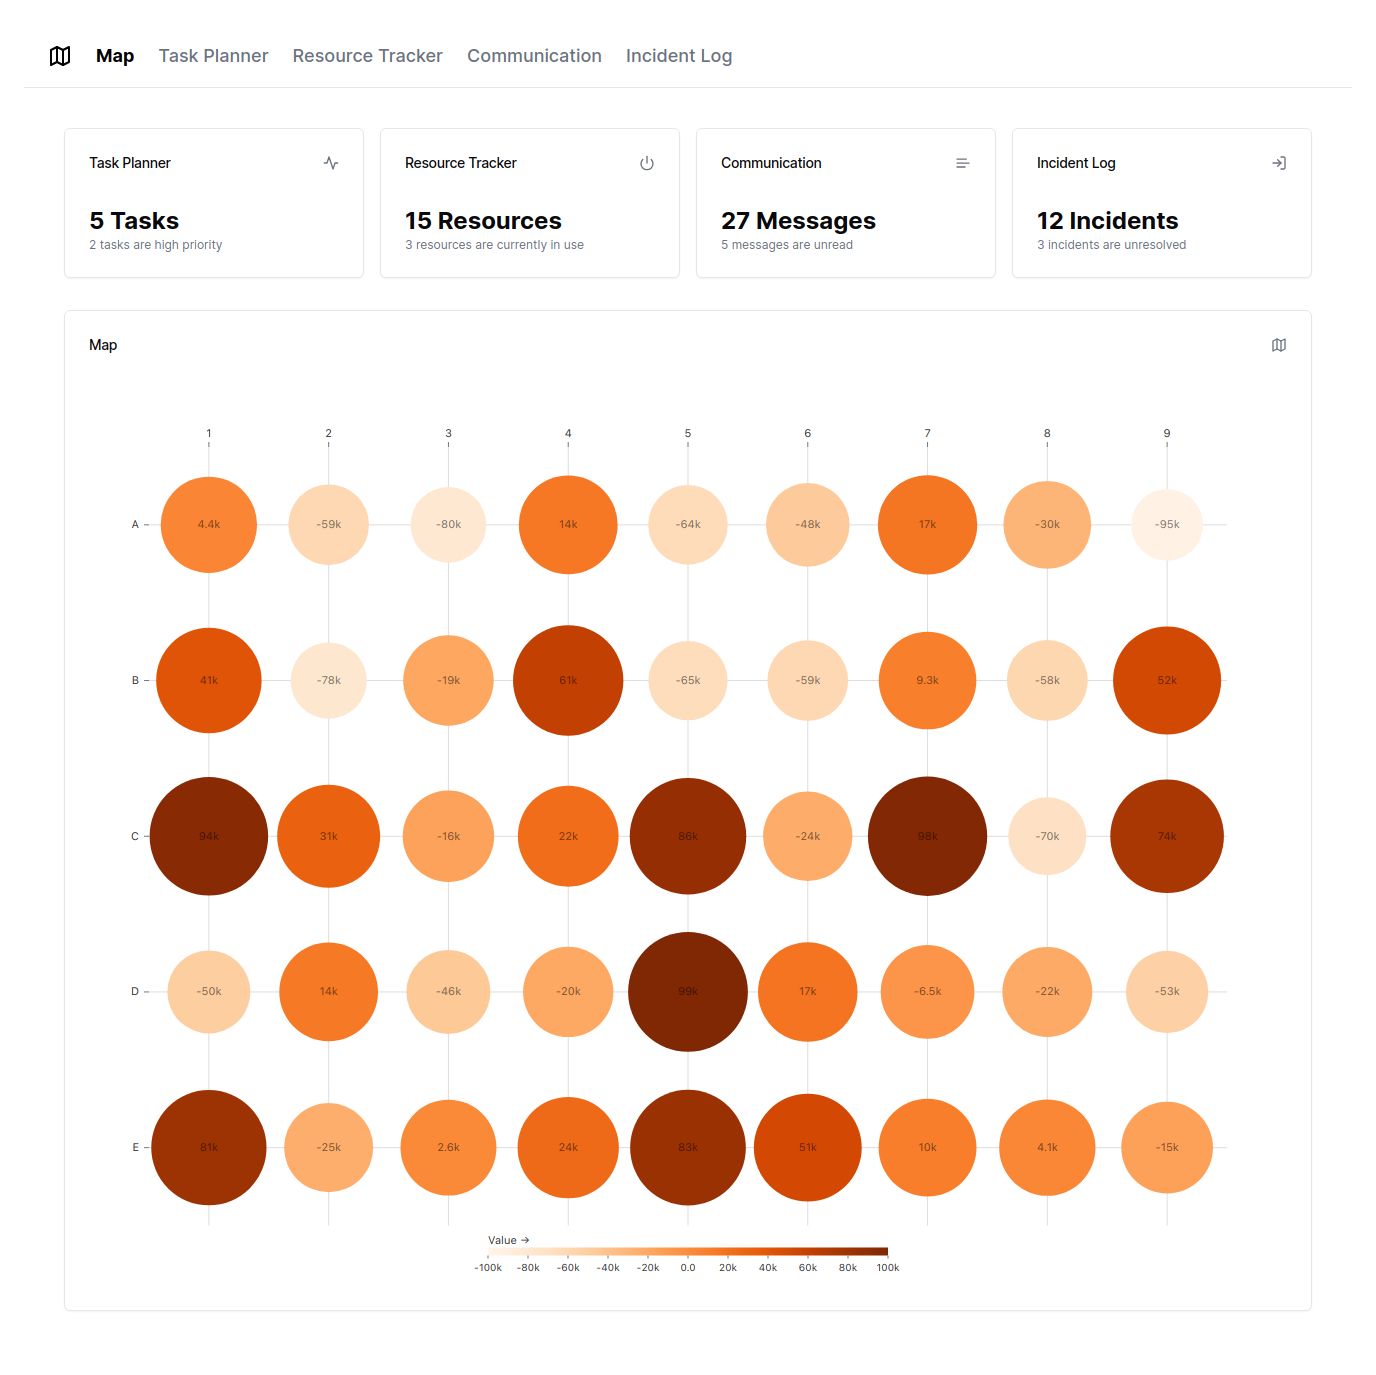 Map Task Planner Resource Tracker Communication Incident Log
Task Planner
5 Tasks
2 tasks are high priority
Resource Tracker
15 Resources
3 resources are currently in use
Communication
27 Messages
5 messages are unread
Incident Log
12 Incidents
3 incidents are unresolved
Map
1 2 3 4 5 6 7 8 9
A 4.4k -59k -80k 14k -64k -48k 17k -30k -95k
B 41k -78k -19k 61k -65k -59k 9.3k -58k 52k
C 94k 31k -16k 22k 86k -24k 98k -70k 74k
D -50k 14k -46k -20k 99k 17k -6.5k -22k -53k
E 81k -25k 2.6k 24k 83k 51k 10k 4.1k -15k
Value →
-100k -80k -60k -40k -20k 0.0 20k 40k 60k 80k 100k